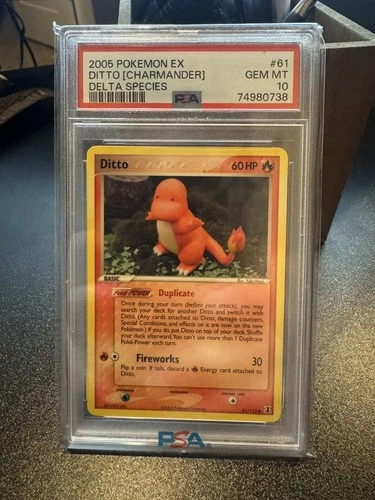 2005 POKEMON EX #61
DITTO [CHARMANDER] GEM MT
DELTA SPECIES 10
PSA 74980738
Ditto 60 HP
BASIC
Poké-POWER Duplicate
Once during your turn (before your attack), you may
search your deck for another Ditto and switch it with
Ditto. (Any cards attached to Ditto, damage counters,
Special Conditions, and effects on it are now on the new
Pokémon.) If you do, put Ditto on top of your deck. Shuffle
your deck afterward. You can't use more than 1 Duplicate
Poké-Power each turn.
Fireworks 30
Flip a coin. If tails, discard a Energy card attached to
Ditto.
61/113
PSA